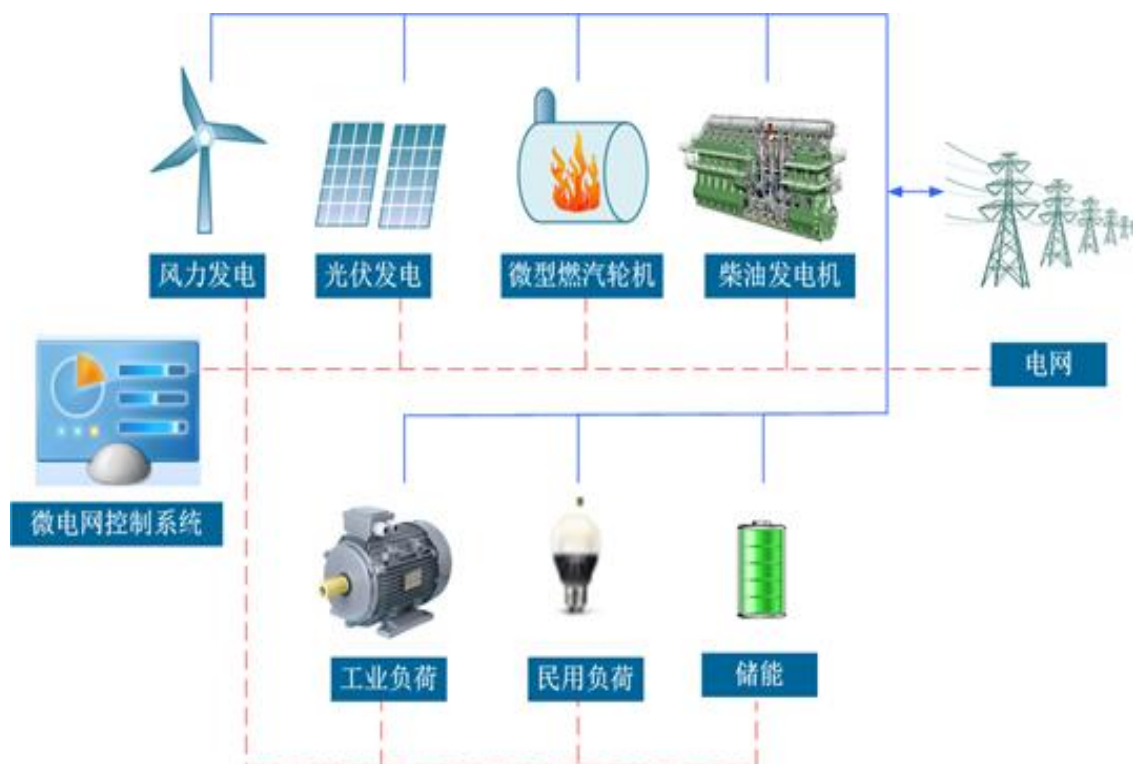 风力发电
光伏发电
微型燃汽轮机
柴油发电机
电网
微电网控制系统
工业负荷
民用负荷
储能